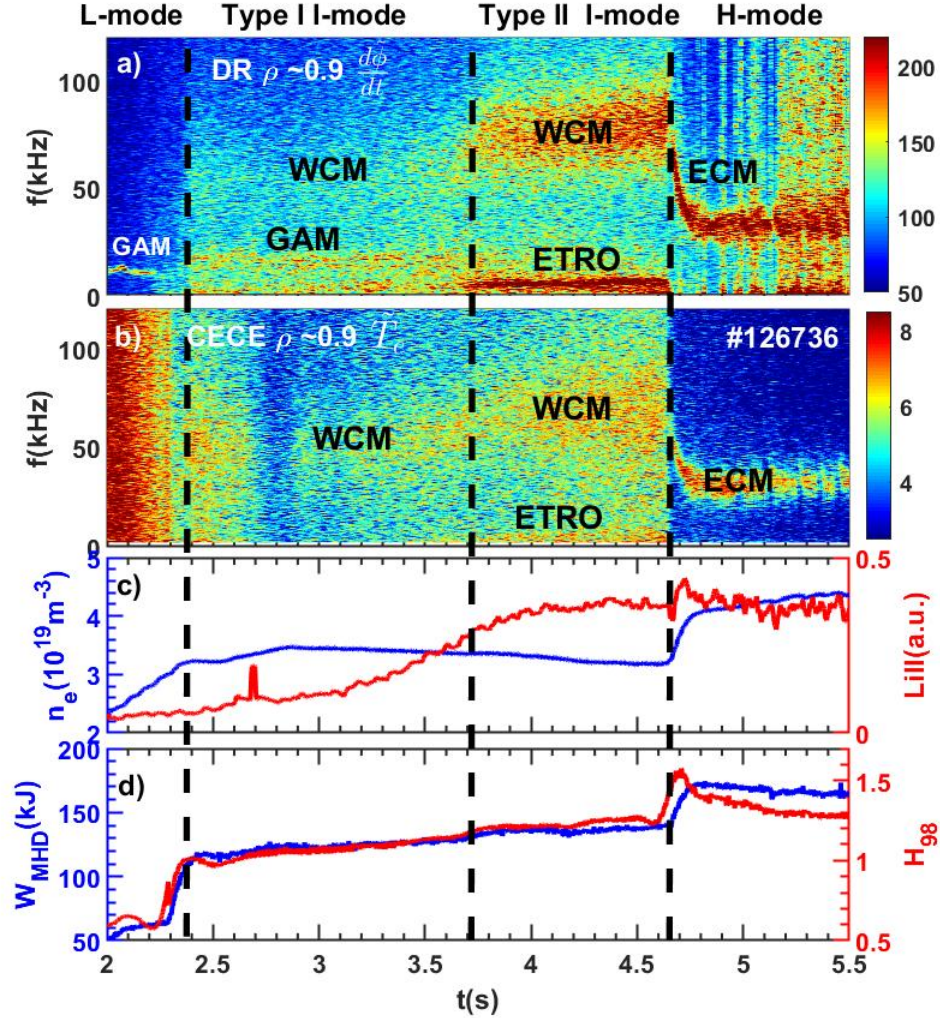 L-mode Type I I-mode Type II I-mode H-mode
a) DR ρ ~0.9 dφ/dt
WCM
WCM
ECM
GAM
GAM
ETRO
f(kHz)
100
50
0
200
150
100
50
b) CECE ρ ~0.9 T̃e #126736
WCM
WCM
ECM
ETRO
f(kHz)
100
50
0
8
6
4
c)
ne(10^19m^-3)
5
4
3
2
LiIII(a.u.)
0.5
0
d)
WMHD(kJ)
200
150
100
50
H98
1.5
1
0.5
2 2.5 3 3.5 4 4.5 5 5.5
t(s)